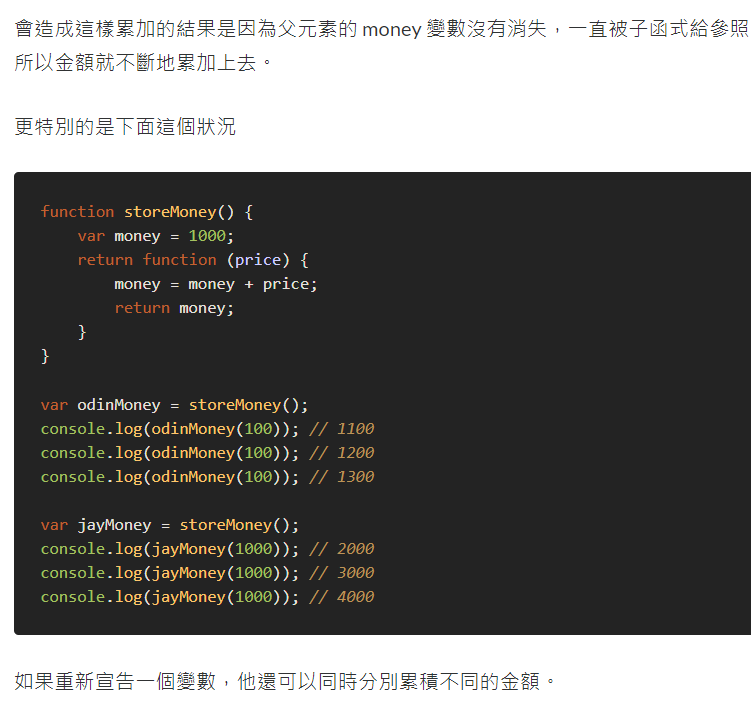 會造成這樣累加的結果是因為父元素的 money 變數沒有消失，一直被子函式給參照
所以金額就不斷地累加上去。
更特別的是下面這個狀況
function storeMoney() {
    var money = 1000;
    return function (price) {
        money = money + price;
        return money;
    }
}
var odinMoney = storeMoney();
console.log(odinMoney(100)); // 1100
console.log(odinMoney(100)); // 1200
console.log(odinMoney(100)); // 1300
var jayMoney = storeMoney();
console.log(jayMoney(1000)); // 2000
console.log(jayMoney(1000)); // 3000
console.log(jayMoney(1000)); // 4000
如果重新宣告一個變數，他還可以同時分別累積不同的金額。